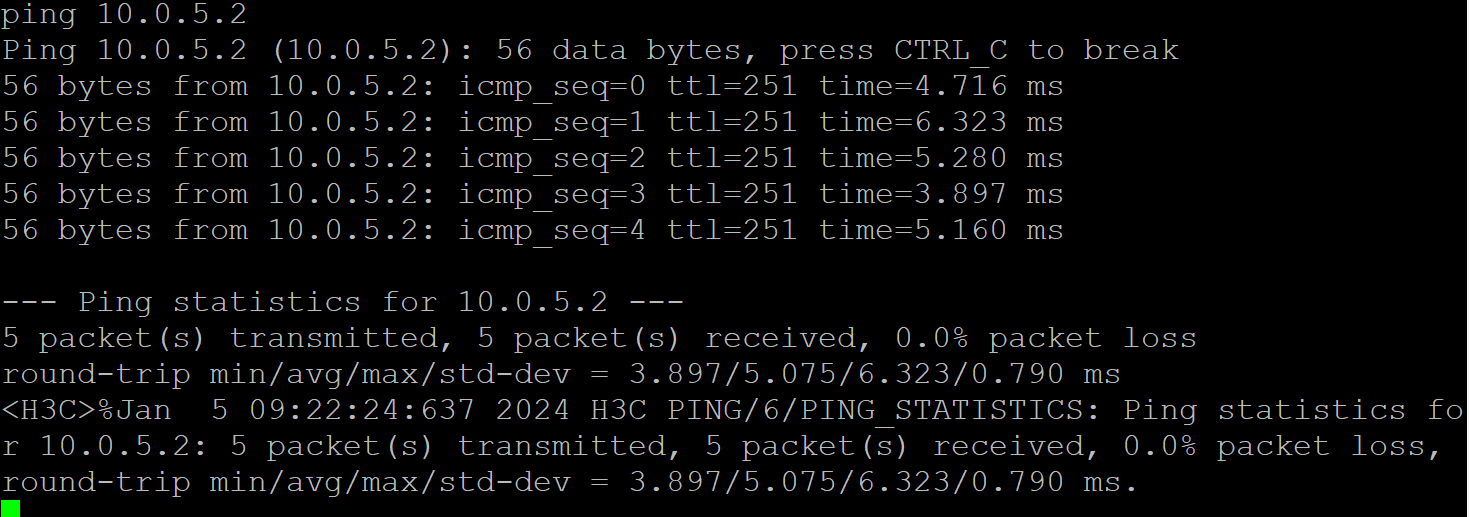 ping 10.0.5.2
Ping 10.0.5.2 (10.0.5.2): 56 data bytes, press CTRL_C to break
56 bytes from 10.0.5.2: icmp_seq=0 ttl=251 time=4.716 ms
56 bytes from 10.0.5.2: icmp_seq=1 ttl=251 time=6.323 ms
56 bytes from 10.0.5.2: icmp_seq=2 ttl=251 time=5.280 ms
56 bytes from 10.0.5.2: icmp_seq=3 ttl=251 time=3.897 ms
56 bytes from 10.0.5.2: icmp_seq=4 ttl=251 time=5.160 ms

--- Ping statistics for 10.0.5.2 ---
5 packet(s) transmitted, 5 packet(s) received, 0.0% packet loss
round-trip min/avg/max/std-dev = 3.897/5.075/6.323/0.790 ms
<H3C>%Jan  5 09:22:24:637 2024 H3C PING/6/PING_STATISTICS: Ping statistics fo
r 10.0.5.2: 5 packet(s) transmitted, 5 packet(s) received, 0.0% packet loss,
round-trip min/avg/max/std-dev = 3.897/5.075/6.323/0.790 ms.